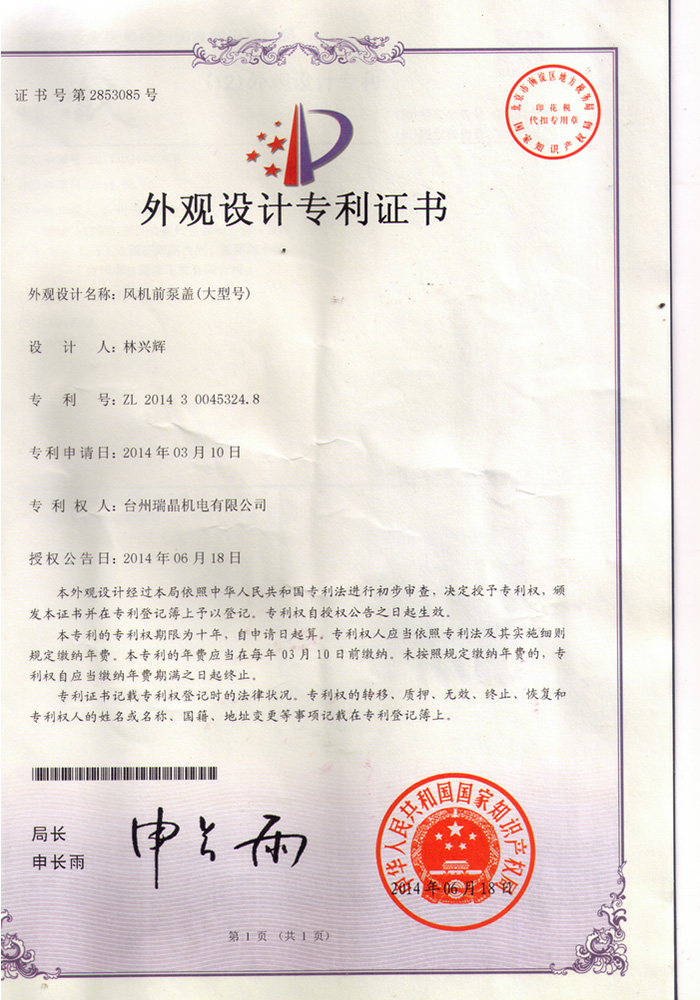 证书号第2853085号
北京市海淀区地方税务局
印花税
代扣专用章
国家知识产权局
外观设计专利证书
外观设计名称：风机前泵盖(大型号)
设计人：林兴辉
专利号：ZL 2014 3 0045324.8
专利申请日：2014年03月10日
专利权人：台州瑞晶机电有限公司
授权公告日：2014年06月18日
本外观设计经过本局依照中华人民共和国专利法进行初步审查，决定授予专利权，颁
发本证书并在专利登记簿上予以登记。专利权自授权公告之日起生效。
本专利的专利权期限为十年，自申请日起算。专利权人应当依照专利法及其实施细则
规定缴纳年费。本专利的年费应当在每年03月10日前缴纳。未按照规定缴纳年费的，专
利权自应当缴纳年费期满之日起终止。
专利证书记载专利权登记时的法律状况。专利权的转移、质押、无效、终止、恢复和
专利权人的姓名或名称、国籍、地址变更等事项记载在专利登记簿上。
局长
申长雨
申长雨
中华人民共和国国家知识产权局
2014年06月18日
第1页（共1页）